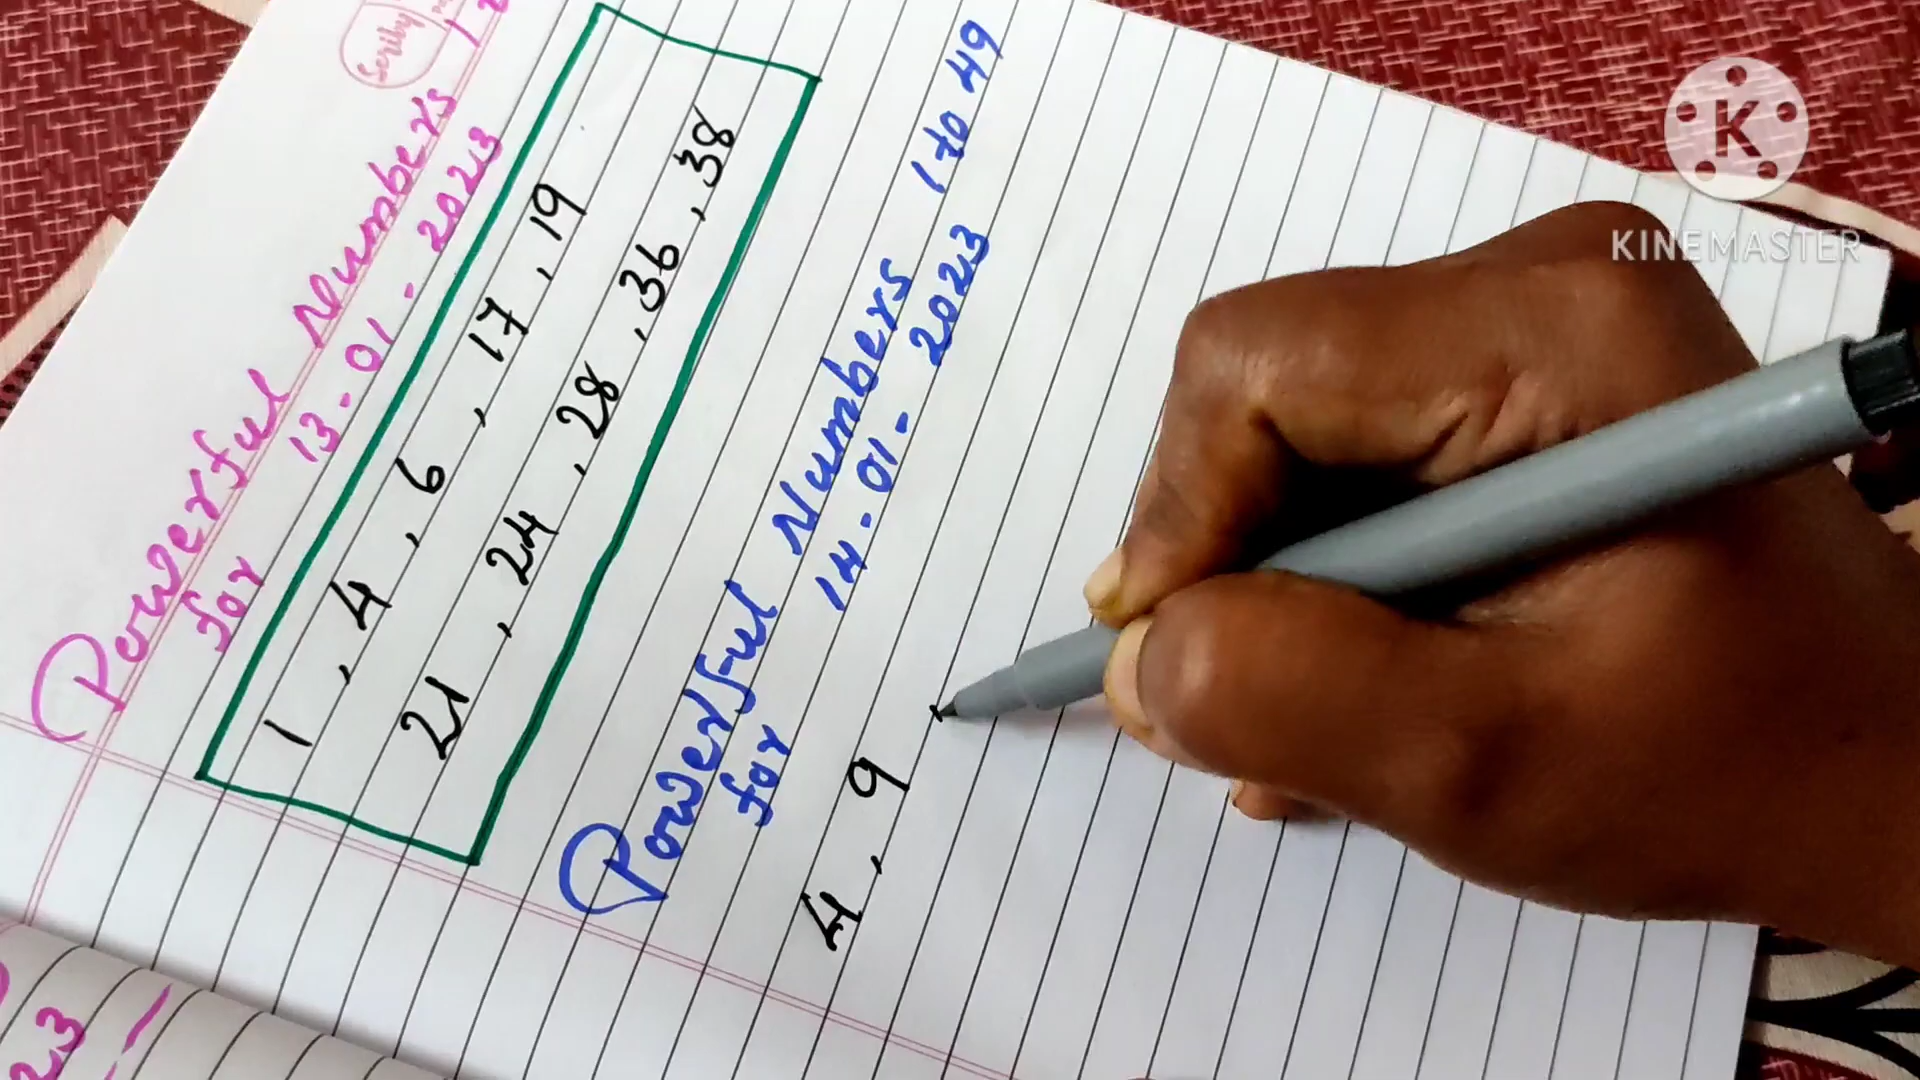 Powerful Numbers
for 13-01-2023
1, 4, 6, 17, 19
21, 24, 28, 36, 38
Powerful Numbers 1 to 49
for 14-01-2023
4, 9,
K
KINEMASTER
23